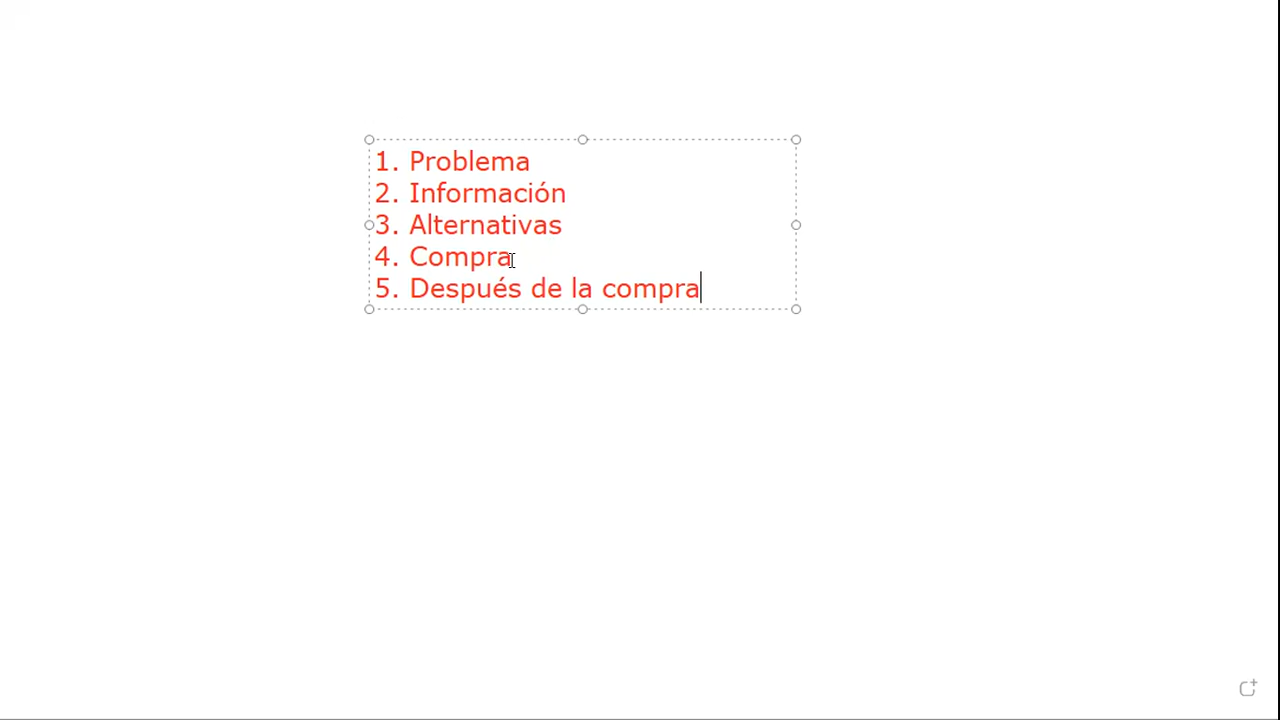 1. Problema
2. Información
3. Alternativas
4. Compra
5. Después de la compra